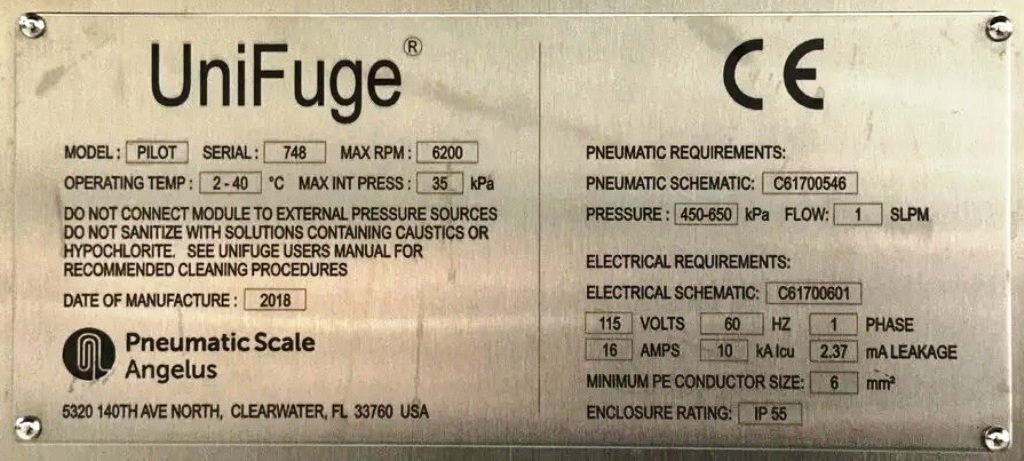 UniFuge®
MODEL: PILOT SERIAL: 748 MAX RPM: 6200
OPERATING TEMP: 2-40 °C MAX INT PRESS: 35 kPa
DO NOT CONNECT MODULE TO EXTERNAL PRESSURE SOURCES
DO NOT SANITIZE WITH SOLUTIONS CONTAINING CAUSTICS OR
HYPOCHLORITE. SEE UNIFUGE USERS MANUAL FOR
RECOMMENDED CLEANING PROCEDURES
DATE OF MANUFACTURE: 2018
Pneumatic Scale
Angelus
5320 140TH AVE NORTH, CLEARWATER, FL 33760 USA
CE
PNEUMATIC REQUIREMENTS:
PNEUMATIC SCHEMATIC: C61700546
PRESSURE: 450-650 kPa FLOW: 1 SLPM
ELECTRICAL REQUIREMENTS:
ELECTRICAL SCHEMATIC: C61700601
115 VOLTS 60 HZ 1 PHASE
16 AMPS 10 kA Icu 2.37 mA LEAKAGE
MINIMUM PE CONDUCTOR SIZE: 6 mm²
ENCLOSURE RATING: IP 55